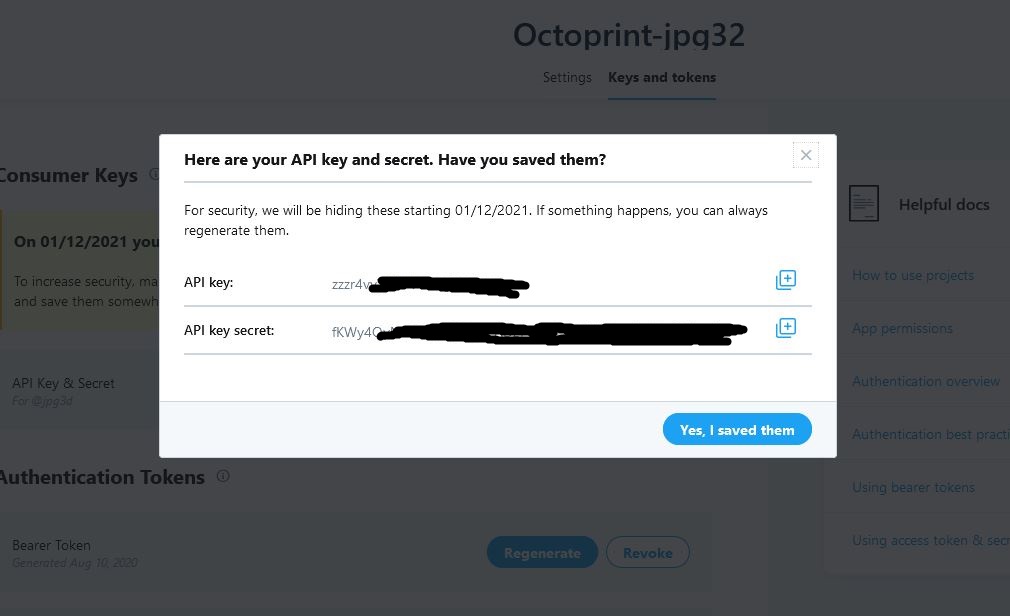 Octoprint-jpg32
Settings Keys and tokens
Here are your API key and secret. Have you saved them?
For security, we will be hiding these starting 01/12/2021. If something happens, you can always
regenerate them.
API key: zzzr4v
API key secret: fKWy4
Yes, I saved them
Consumer Keys
On 01/12/2021 you
To increase security, ma
and save them somewh
API Key & Secret
For @jpg3d
Authentication Tokens
Bearer Token
Generated Aug 10, 2020
Regenerate Revoke
Helpful docs
How to use projects
App permissions
Authentication overview
Authentication best practi
Using bearer tokens
Using access token & secr